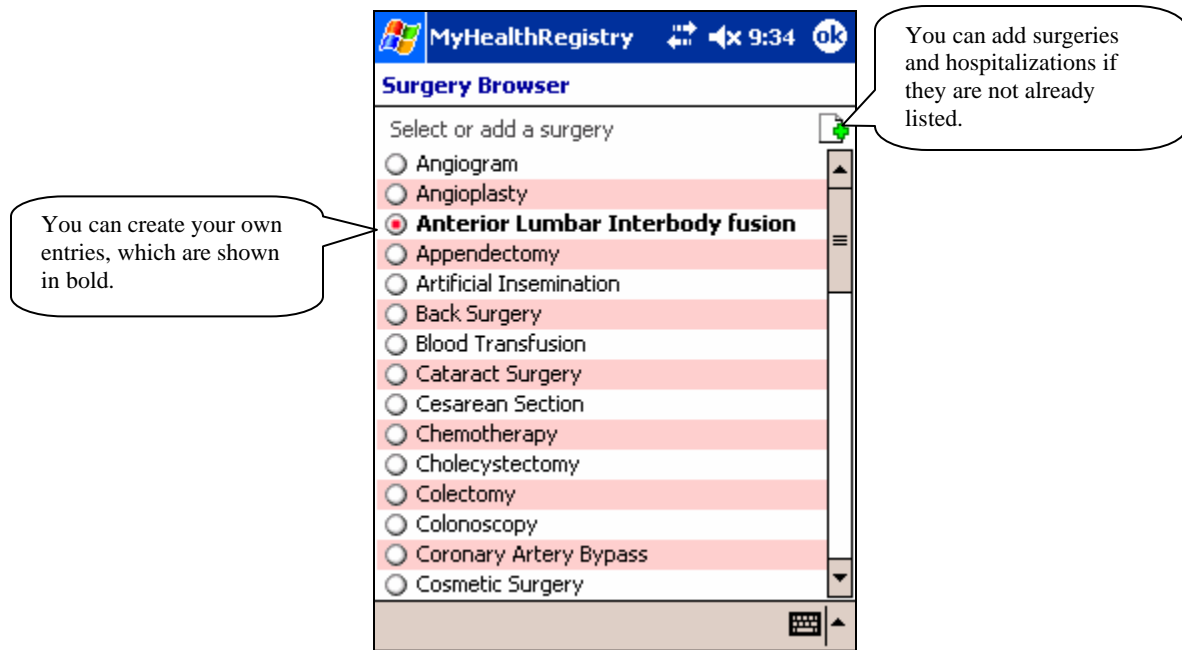 MyHealthRegistry 9:34 ok
Surgery Browser
Select or add a surgery
Angiogram
Angioplasty
Anterior Lumbar Interbody fusion
Appendectomy
Artificial Insemination
Back Surgery
Blood Transfusion
Cataract Surgery
Cesarean Section
Chemotherapy
Cholecystectomy
Colectomy
Colonoscopy
Coronary Artery Bypass
Cosmetic Surgery
You can create your own
entries, which are shown
in bold.
You can add surgeries
and hospitalizations if
they are not already
listed.